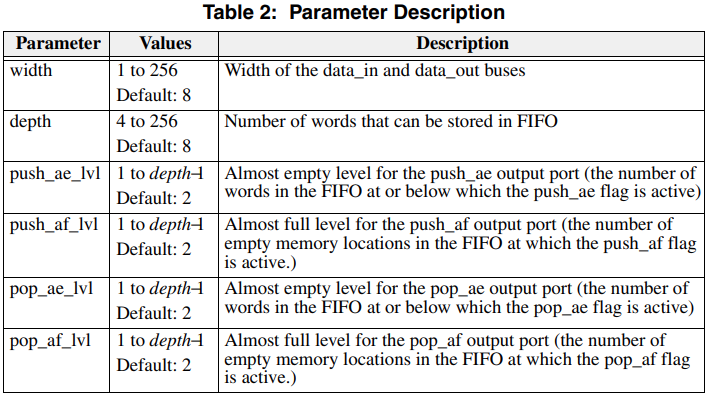 Table 2:  Parameter Description
Parameter Values Description
width 1 to 256 Width of the data_in and data_out buses
Default: 8
depth 4 to 256 Number of words that can be stored in FIFO
Default: 8
push_ae_lvl 1 to depth–1 Almost empty level for the push_ae output port (the number of
Default: 2 words in the FIFO at or below which the push_ae flag is active)
push_af_lvl 1 to depth–1 Almost full level for the push_af output port (the number of
Default: 2 empty memory locations in the FIFO at which the push_af flag
is active.)
pop_ae_lvl 1 to depth–1 Almost empty level for the pop_ae output port (the number of
Default: 2 words in the FIFO at or below which the pop_ae flag is active)
pop_af_lvl 1 to depth–1 Almost full level for the pop_af output port (the number of
Default: 2 empty memory locations in the FIFO at which the pop_af flag
is active.)